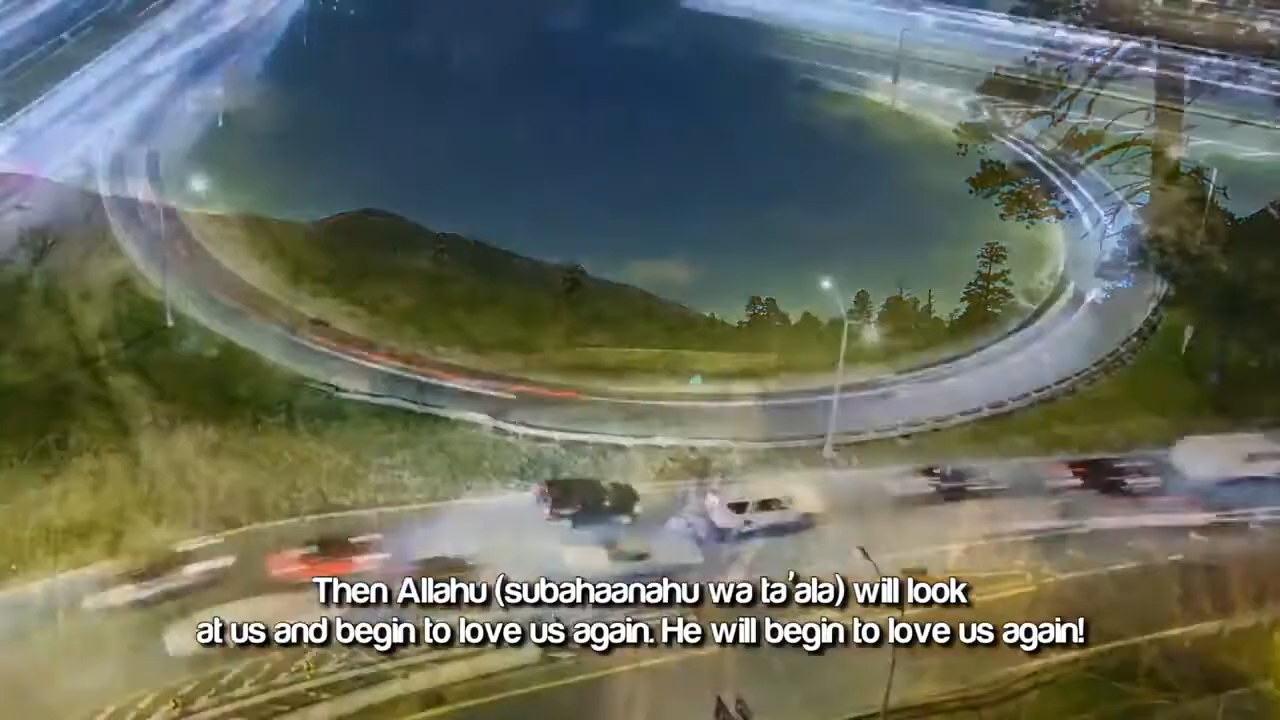 Then Allahu (subahaanahu wa ta'ala) will look
at us and begin to love us again. He will begin to love us again!